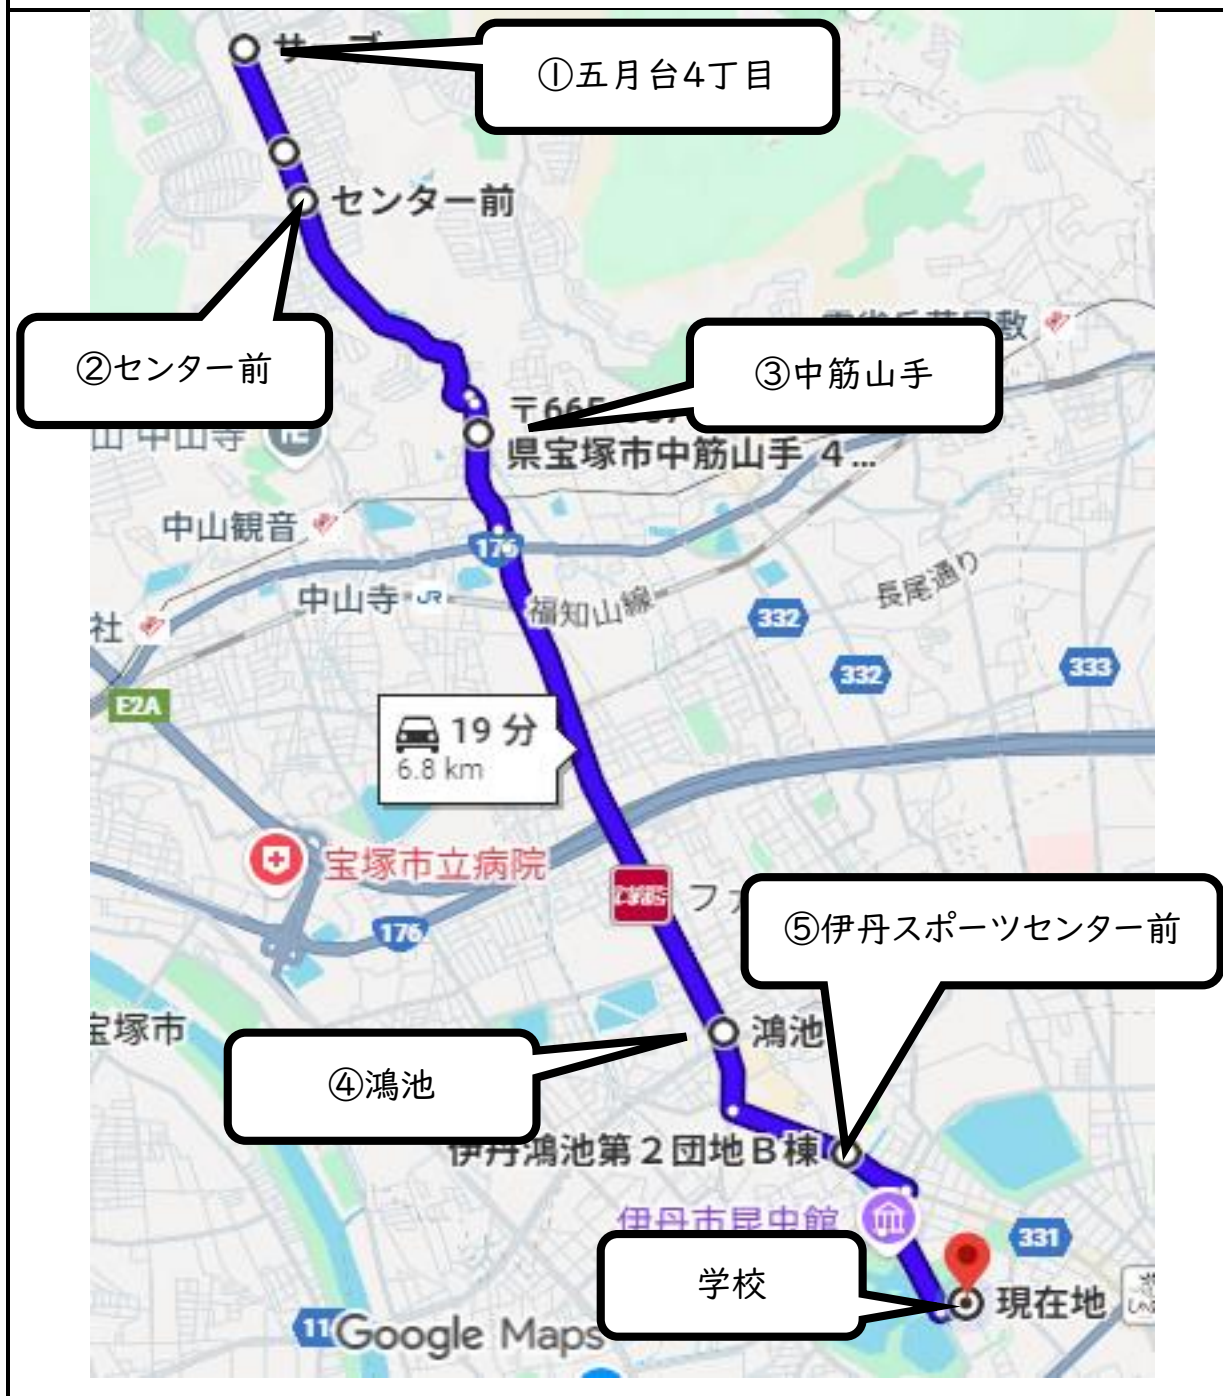 ①五月台4丁目
センター前
②センター前
③中筋山手
〒665
県宝塚市中筋山手 4...
中山寺
中山観音
176
中山寺
JR
福知山線
長尾通り
332
332
333
社
E2A
19 分
6.8 km
宝塚市立病院
176
フ
⑤伊丹スポーツセンター前
宝塚市
鴻池
④鴻池
伊丹鴻池第2団地B棟
伊丹市昆虫館
331
学校
現在地
11
Google Maps